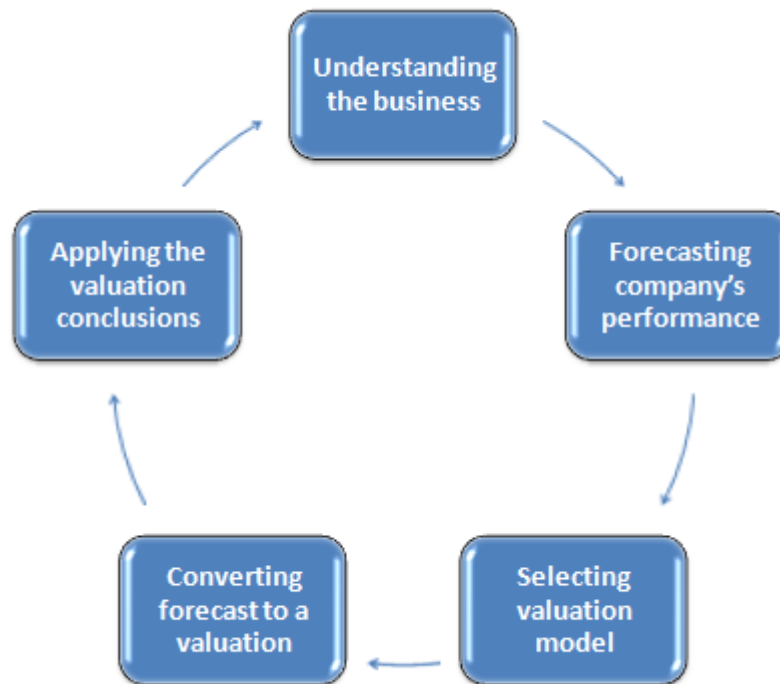 Understanding
the business
Forecasting
company’s
performance
Selecting
valuation
model
Converting
forecast to a
valuation
Applying the
valuation
conclusions